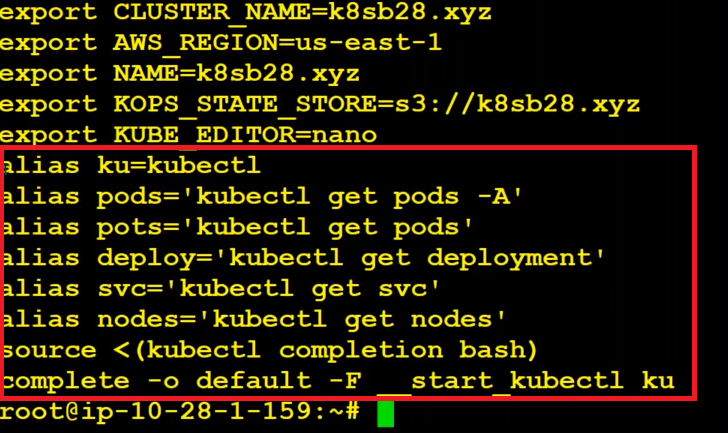 export CLUSTER_NAME=k8sb28.xyz
export AWS_REGION=us-east-1
export NAME=k8sb28.xyz
export KOPS_STATE_STORE=s3://k8sb28.xyz
export KUBE_EDITOR=nano
alias ku=kubectl
alias pods='kubectl get pods -A'
alias pots='kubectl get pods'
alias deploy='kubectl get deployment'
alias svc='kubectl get svc'
alias nodes='kubectl get nodes'
source <(kubectl completion bash)
complete -o default -F __start_kubectl ku
root@ip-10-28-1-159:~#